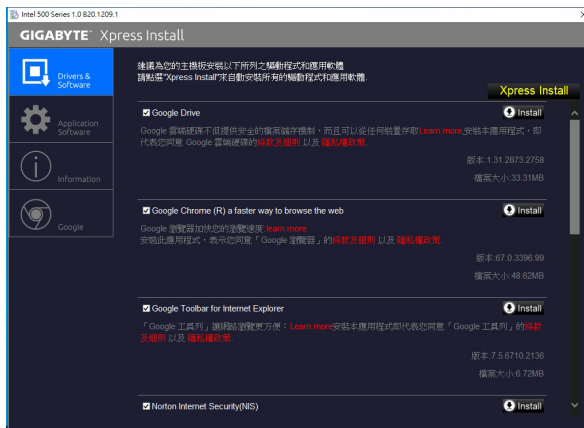 Intel 500 Series 1.0 B20.1209.1
GIGABYTE™ Xpress Install
Drivers &
Software
Application
Software
Information
Google
建議為您的主機板安裝以下所列之驅動程式和應用軟體
請點選"Xpress Install"來自動安裝所有的驅動程式和應用軟體.
Xpress Install
Google Drive
Install
Google 雲端硬碟不但提供安全的檔案儲存機制，而且可以從任何裝置存取Learn more.安裝本應用程式，即
代表您同意 Google 雲端硬碟的條款及細則 以及 隱私權政策.
版本:1.31.2873.2758
檔案大小:33.31MB
Google Chrome (R) a faster way to browse the web
Install
Google 瀏覽器加快您的瀏覽速度 learn more
安裝此應用程式，表示您同意「Google 瀏覽器」的條款及細則 以及 隱私權政策.
版本:67.0.3396.99
檔案大小:48.62MB
Google Toolbar for Internet Explorer
Install
「Google 工具列」讓網路瀏覽更方便：Learn more安裝本應用程式即代表您同意「Google 工具列」的條款
及細則 以及 隱私權政策.
版本:7.5.6710.2136
檔案大小:6.72MB
Norton Internet Security(NIS)
Install